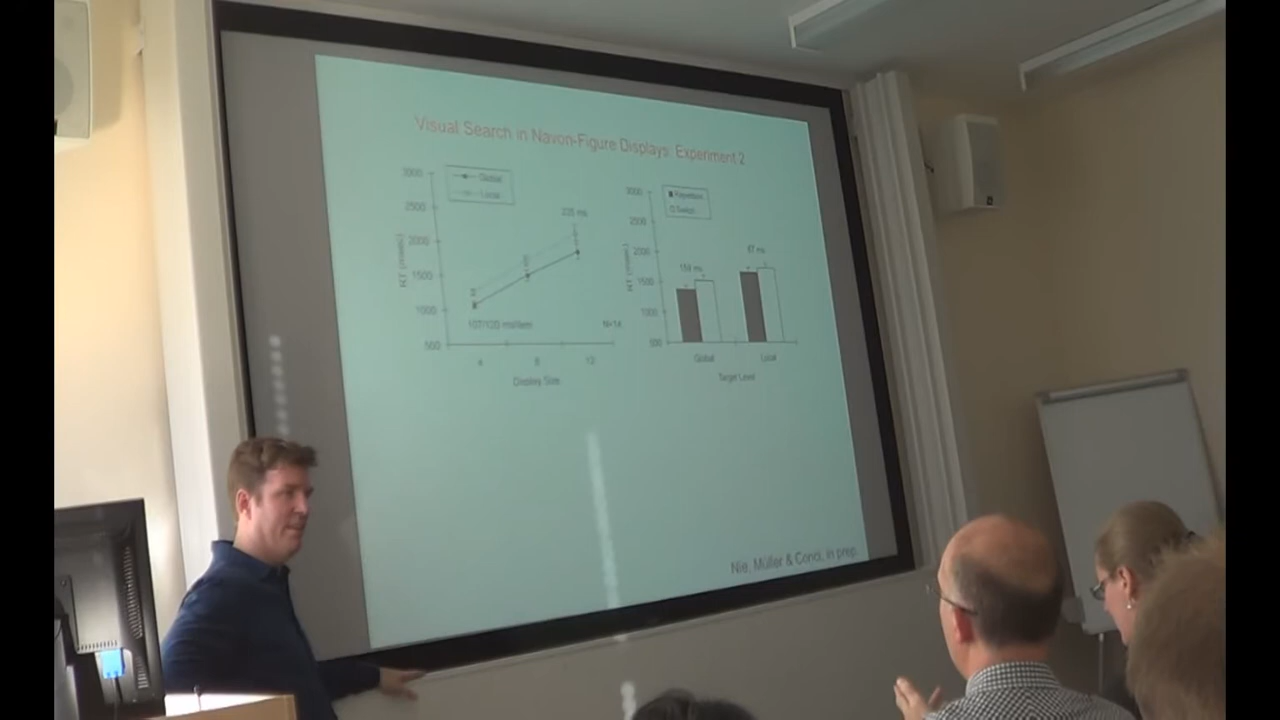 Visual Search in Navon-Figure Displays: Experiment 2
3000
2500
2000
1500
1000
500
Global
Local
225 ms
107/120 ms/item
N=14
4
8
12
Display Size
3000
2500
2000
1500
1000
500
Repetition
Switch
159 ms
67 ms
Global
Local
Target Level
Nie, Müller & Conci, in prep.